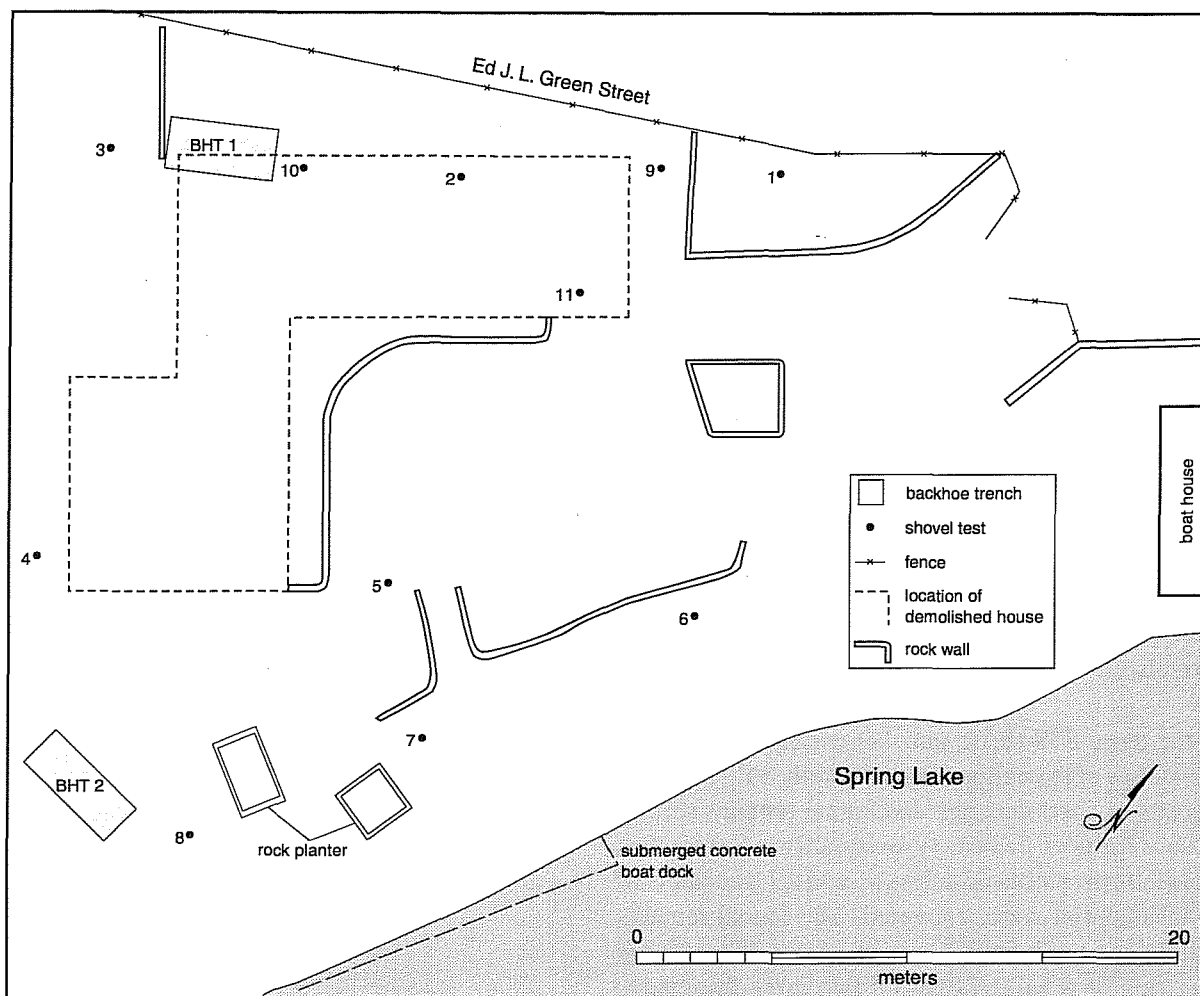 Ed J. L. Green Street
3
BHT 1
10
2
9
1
11
4
5
6
7
8
BHT 2
rock planter
backhoe trench
shovel test
fence
location of
demolished house
rock wall
boat house
Spring Lake
submerged concrete
boat dock
N
0
20
meters